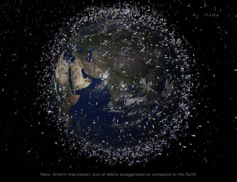 Note: Artist's impression; size of debris exaggerated as compared to the Earth